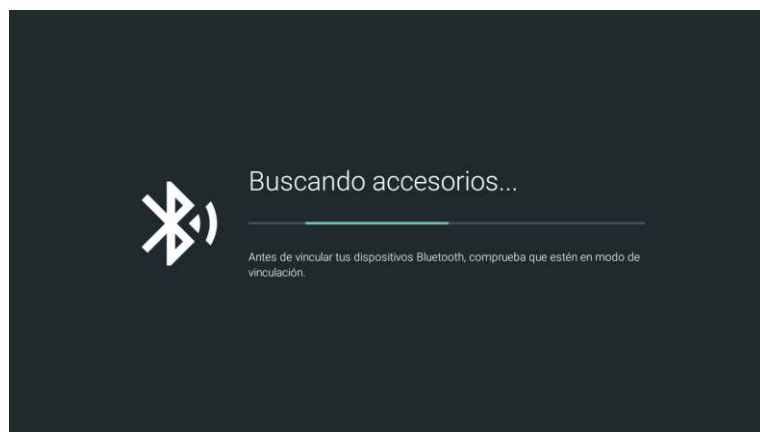 Buscando accesorios...
Antes de vincular tus dispositivos Bluetooth, comprueba que estén en modo de
vinculación.